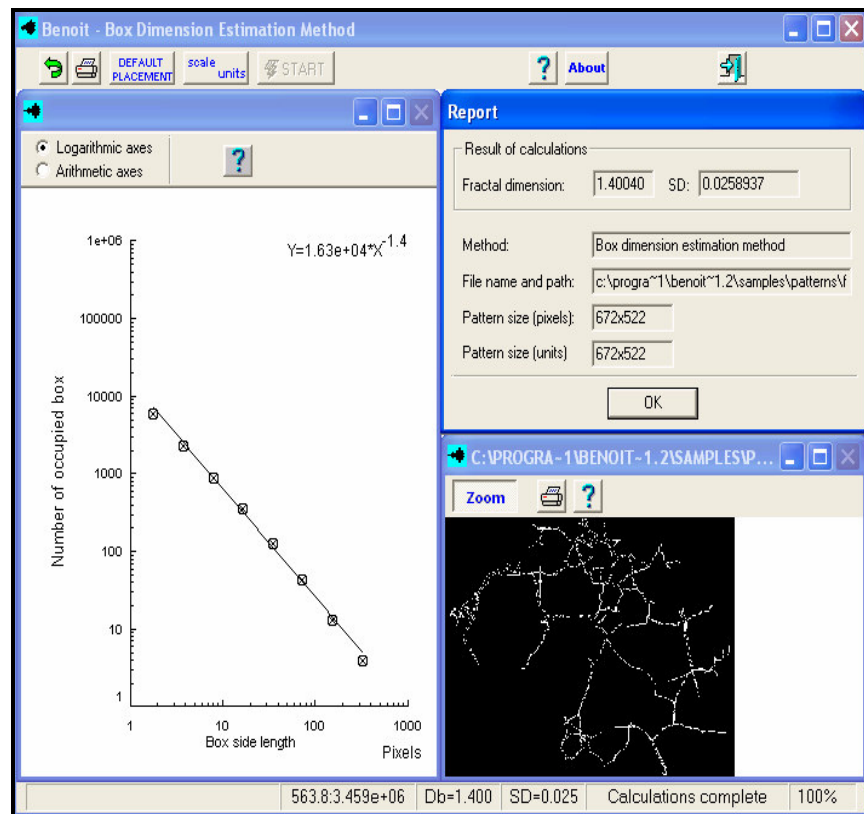 Benoit - Box Dimension Estimation Method
DEFAULT PLACEMENT
scale units
START
?
About
Logarithmic axes
Arithmetic axes
?
Y=1.63e+04*X^-1.4
1e+06
100000
10000
1000
100
10
1
Number of occupied box
1 10 100 1000
Box side length
Pixels
Report
Result of calculations
Fractal dimension: 1.40040 SD: 0.0258937
Method: Box dimension estimation method
File name and path: c:\progra~1\benoit~1.2\samples\patterns\f
Pattern size (pixels): 672x522
Pattern size (units) 672x522
OK
C:\PROGRA~1\BENOIT~1.2\SAMPLES\P...
Zoom
?
563.8:3.459e+06 Db=1.400 SD=0.025 Calculations complete 100%